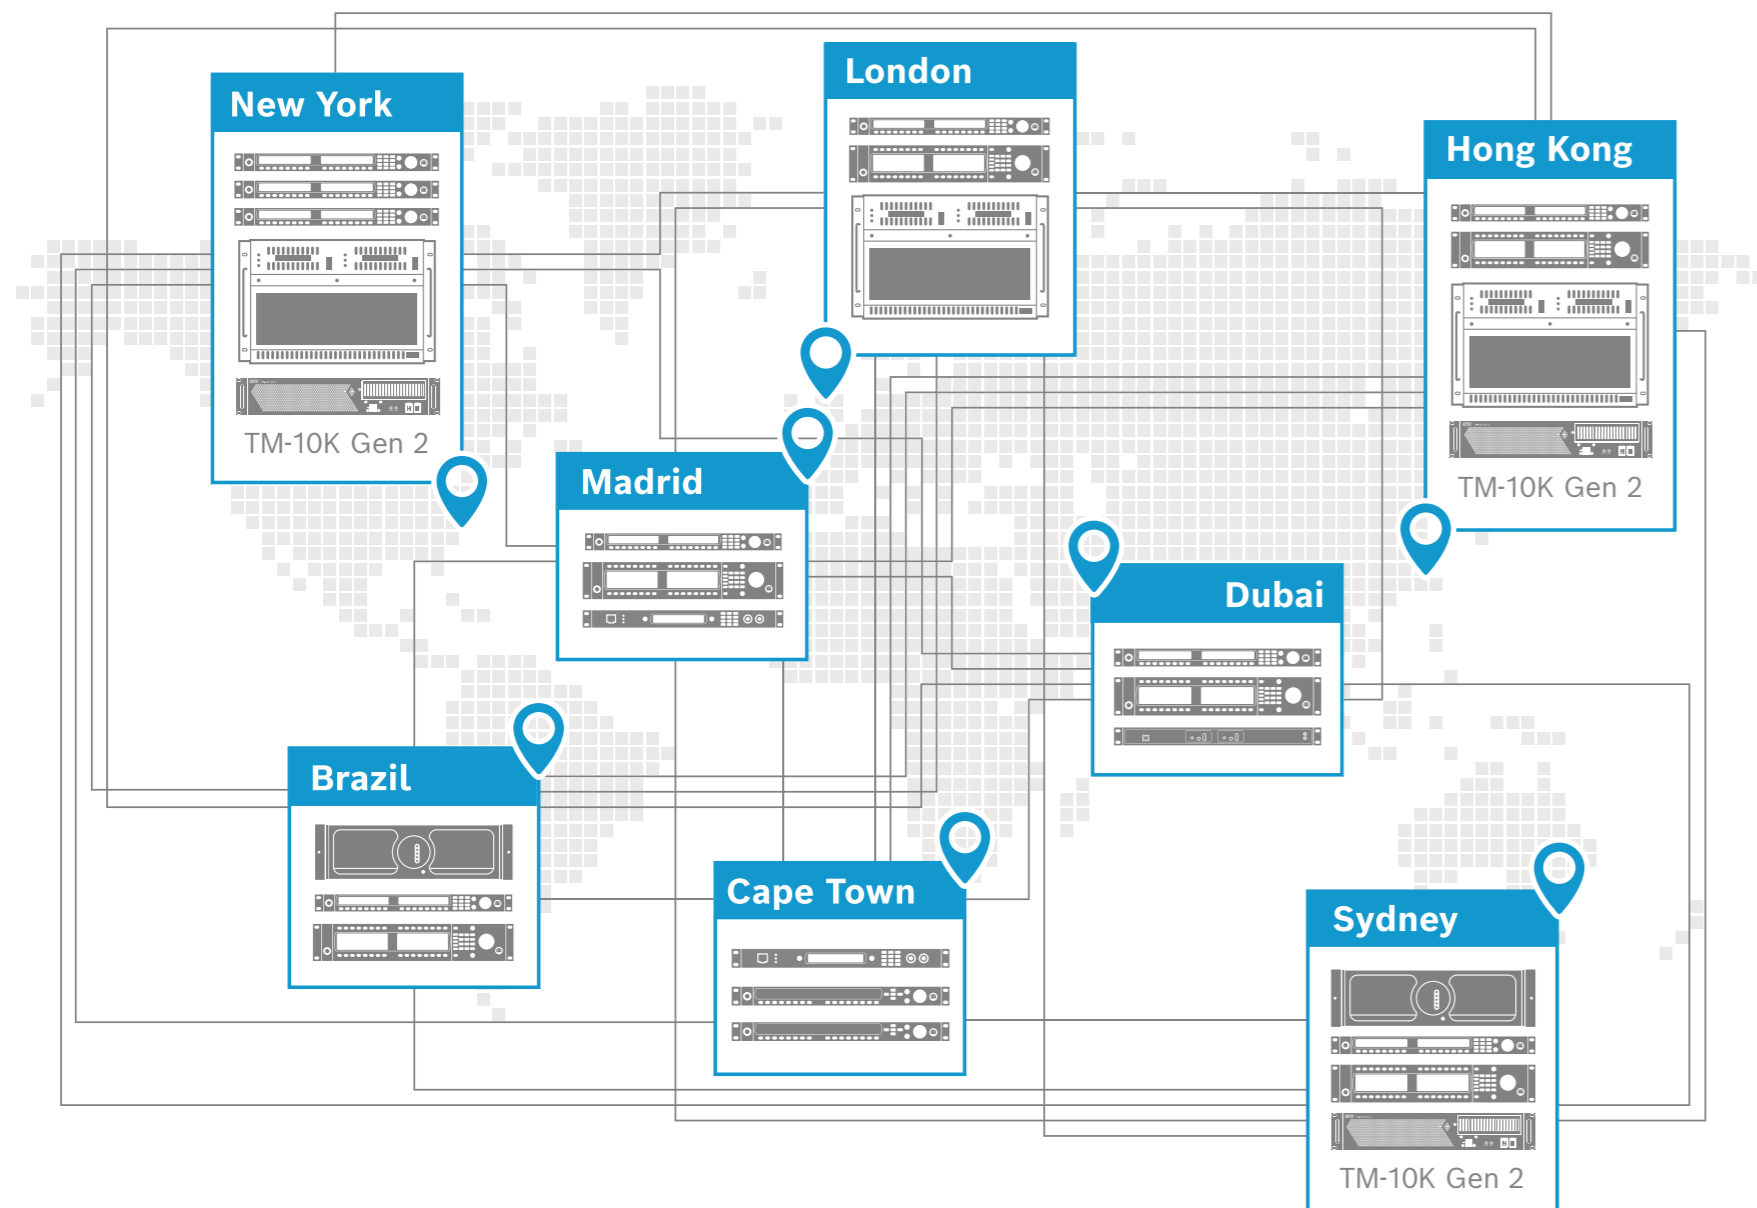 New York
TM-10K Gen 2
London
Hong Kong
TM-10K Gen 2
Madrid
Dubai
Brazil
Cape Town
Sydney
TM-10K Gen 2